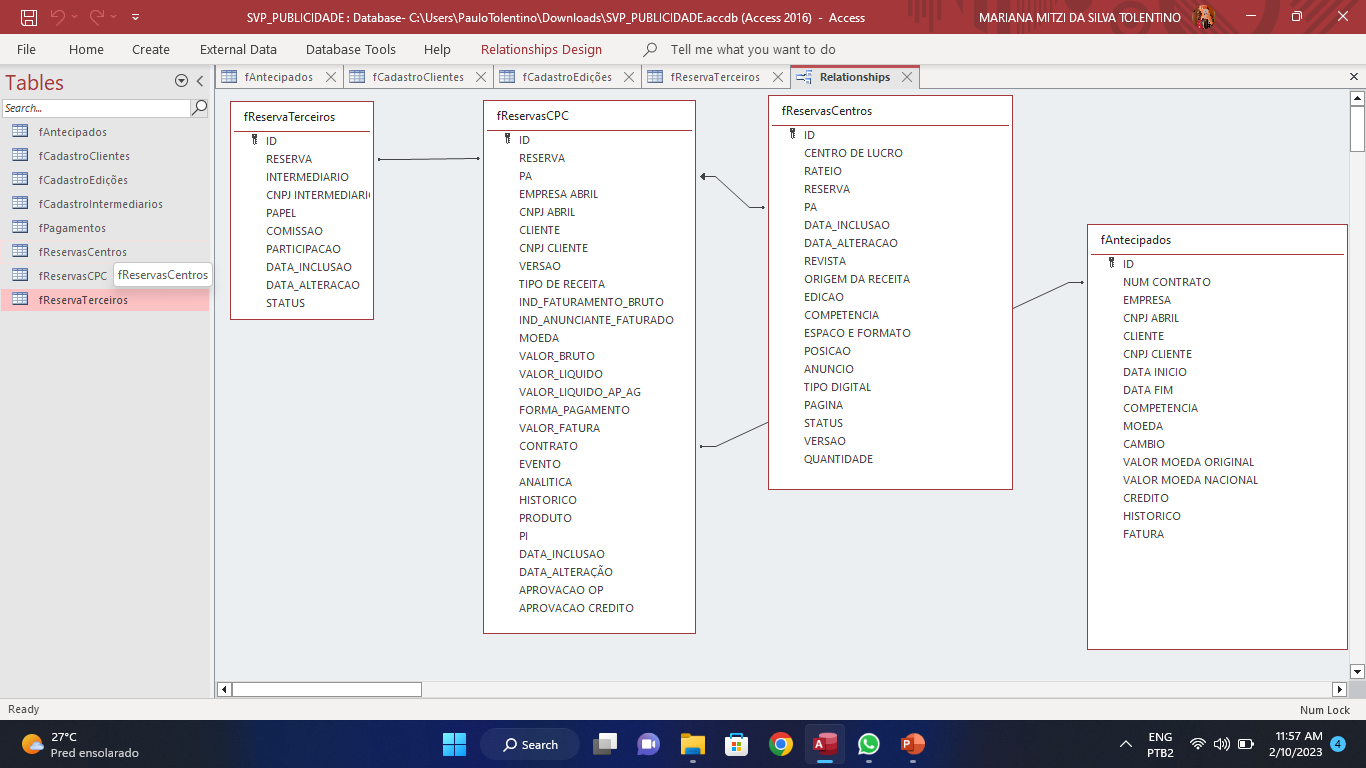 SVP_PUBLICIDADE : Database- C:\Users\PauloTolentino\Downloads\SVP_PUBLICIDADE.accdb (Access 2016) - Access
MARIANA MITZI DA SILVA TOLENTINO
File Home Create External Data Database Tools Help Relationships Design Tell me what you want to do
Tables
Search...
fAntecipados
fCadastroClientes
fCadastroEdições
fCadastroIntermediarios
fPagamentos
fReservasCentros
fReservasCPC
fReservasCentros
fReservaTerceiros
fAntecipados fCadastroClientes fCadastroEdições fReservaTerceiros Relationships
fReservaTerceiros
ID
RESERVA
INTERMEDIARIO
CNPJ INTERMEDIARI
PAPEL
COMISSAO
PARTICIPACAO
DATA_INCLUSAO
DATA_ALTERACAO
STATUS
fReservasCPC
ID
RESERVA
PA
EMPRESA ABRIL
CNPJ ABRIL
CLIENTE
CNPJ CLIENTE
VERSAO
TIPO DE RECEITA
IND_FATURAMENTO_BRUTO
IND_ANUNCIANTE_FATURADO
MOEDA
VALOR_BRUTO
VALOR_LIQUIDO
VALOR_LIQUIDO_AP_AG
FORMA_PAGAMENTO
VALOR_FATURA
CONTRATO
EVENTO
ANALITICA
HISTORICO
PRODUTO
PI
DATA_INCLUSAO
DATA_ALTERAÇÃO
APROVACAO OP
APROVACAO CREDITO
fReservasCentros
ID
CENTRO DE LUCRO
RATEIO
RESERVA
PA
DATA_INCLUSAO
DATA_ALTERACAO
REVISTA
ORIGEM DA RECEITA
EDICAO
COMPETENCIA
ESPACO E FORMATO
POSICAO
ANUNCIO
TIPO DIGITAL
PAGINA
STATUS
VERSAO
QUANTIDADE
fAntecipados
ID
NUM CONTRATO
EMPRESA
CNPJ ABRIL
CLIENTE
CNPJ CLIENTE
DATA INICIO
DATA FIM
COMPETENCIA
MOEDA
CAMBIO
VALOR MOEDA ORIGINAL
VALOR MOEDA NACIONAL
CREDITO
HISTORICO
FATURA
Ready
Num Lock
27°C
Pred ensolarado
Search
ENG
PTB2
11:57 AM
2/10/2023
4